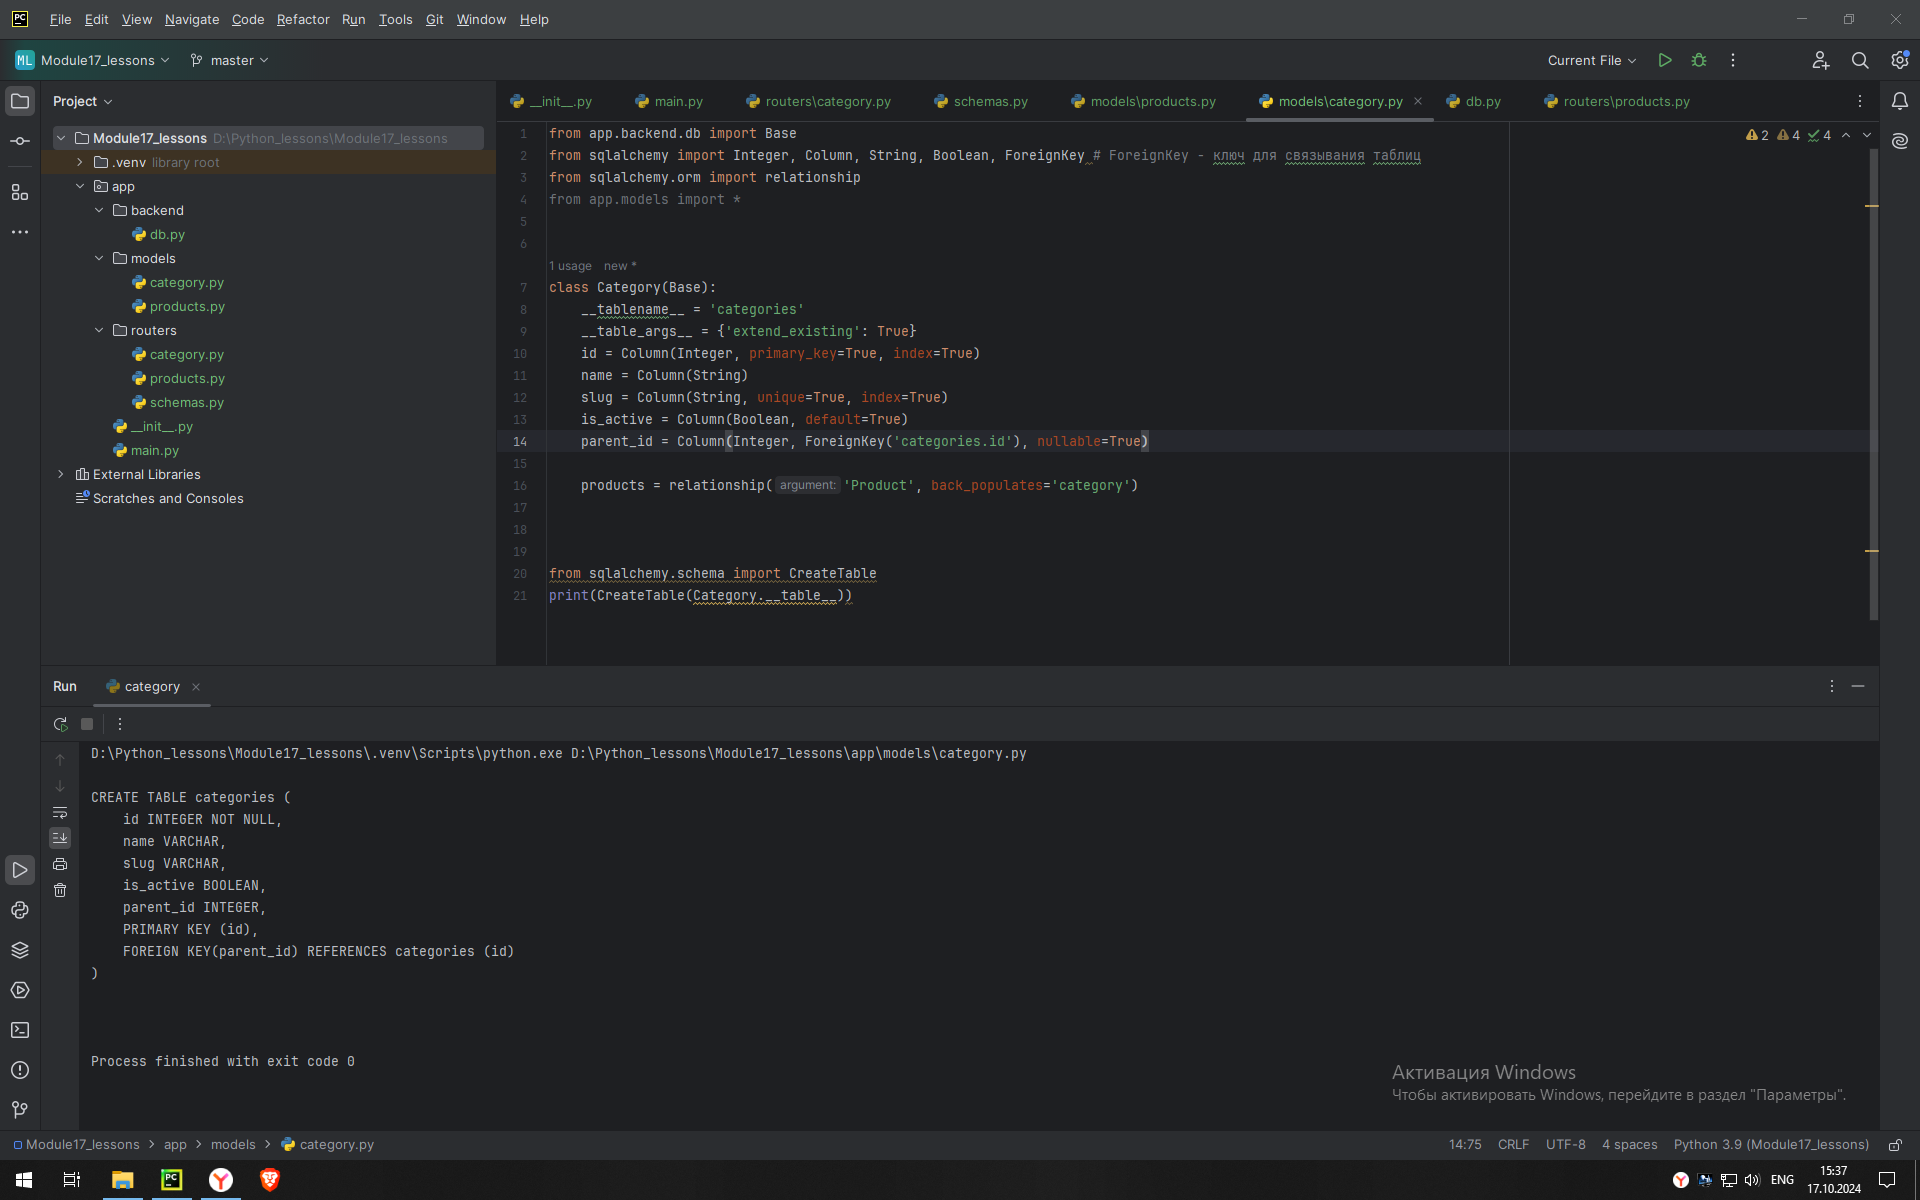 PC File Edit View Navigate Code Refactor Run Tools Git Window Help
ML Module17_lessons master Current File
Project
__init__.py main.py routers\category.py schemas.py models\products.py models\category.py db.py routers\products.py
Module17_lessons D:\Python_lessons\Module17_lessons
.venv library root
app
backend
db.py
models
category.py
products.py
routers
category.py
products.py
schemas.py
__init__.py
main.py
External Libraries
Scratches and Consoles
2 4 4
1 from app.backend.db import Base
2 from sqlalchemy import Integer, Column, String, Boolean, ForeignKey # ForeignKey - ключ для связывания таблиц
3 from sqlalchemy.orm import relationship
4 from app.models import *
5
6
1 usage new *
7 class Category(Base):
8 __tablename__ = 'categories'
9 __table_args__ = {'extend_existing': True}
10 id = Column(Integer, primary_key=True, index=True)
11 name = Column(String)
12 slug = Column(String, unique=True, index=True)
13 is_active = Column(Boolean, default=True)
14 parent_id = Column(Integer, ForeignKey('categories.id'), nullable=True)
15
16 products = relationship( argument: 'Product', back_populates='category')
17
18
19
20 from sqlalchemy.schema import CreateTable
21 print(CreateTable(Category.__table__))
Run category
D:\Python_lessons\Module17_lessons\.venv\Scripts\python.exe D:\Python_lessons\Module17_lessons\app\models\category.py
CREATE TABLE categories (
id INTEGER NOT NULL,
name VARCHAR,
slug VARCHAR,
is_active BOOLEAN,
parent_id INTEGER,
PRIMARY KEY (id),
FOREIGN KEY(parent_id) REFERENCES categories (id)
)
Process finished with exit code 0
Активация Windows
Чтобы активировать Windows, перейдите в раздел "Параметры".
Module17_lessons > app > models > category.py 14:75 CRLF UTF-8 4 spaces Python 3.9 (Module17_lessons)
PC ENG 15:37
17.10.2024